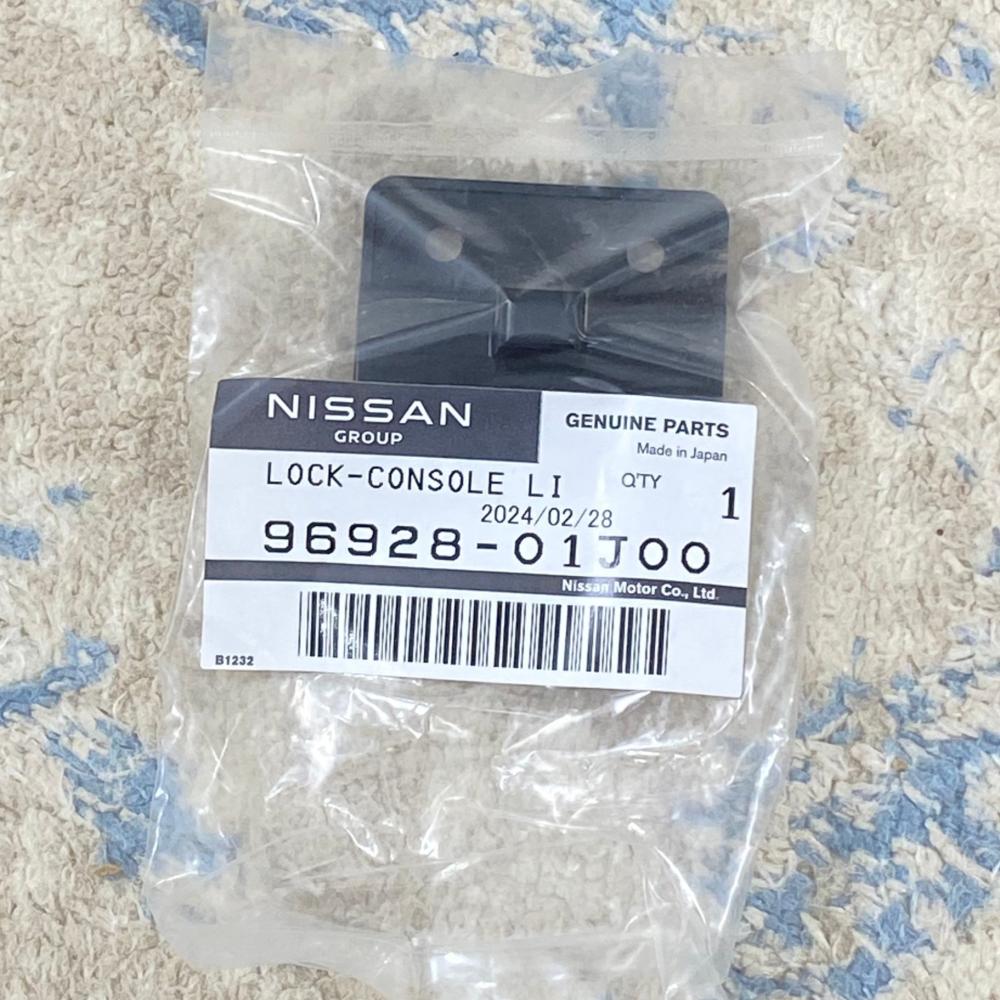 NISSAN
GROUP
GENUINE PARTS
Made in Japan
LOCK-CONSOLE LI
Q'TY
1
2024/02/28
96928-01J00
Nissan Motor Co., Ltd.
B1232